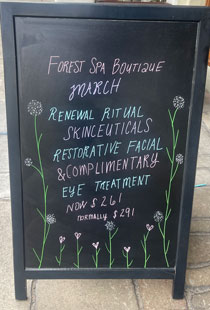 FOREST SPA BOUTIQUE
MARCH
RENEWAL RITUAL
SKINCEUTICALS
RESTORATIVE FACIAL
& COMPLIMENTARY
EYE TREATMENT
NOW $261
NORMALLY $291